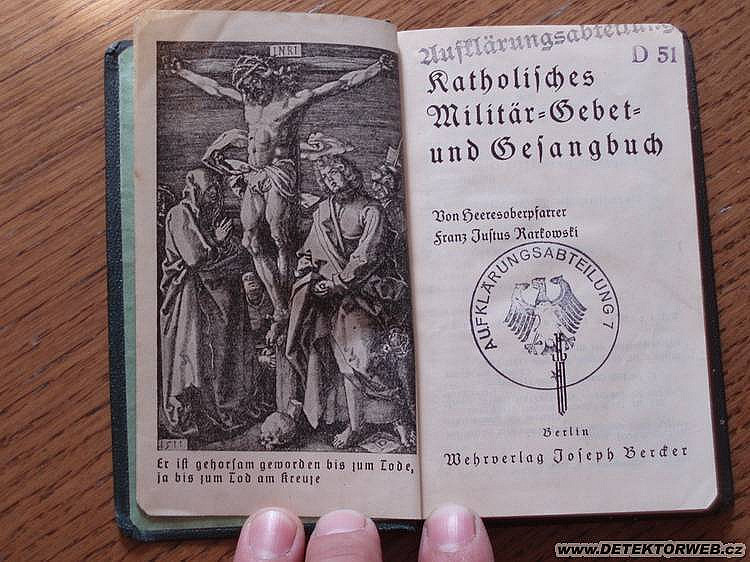 INRI
1511
Er ist gehorsam geworden bis zum Tode,
ja bis zum Tod am Kreuze
Aufklärungsabteilung
D 51
Katholisches
Militär-Gebet-
und Gesangbuch
Von Heeresoberpfarrer
Franz Justus Rarkowski
AUFKLÄRUNGSABTEILUNG 7
Berlin
Wehrverlag Joseph Bercker
www.DETEKTORWEB.cz